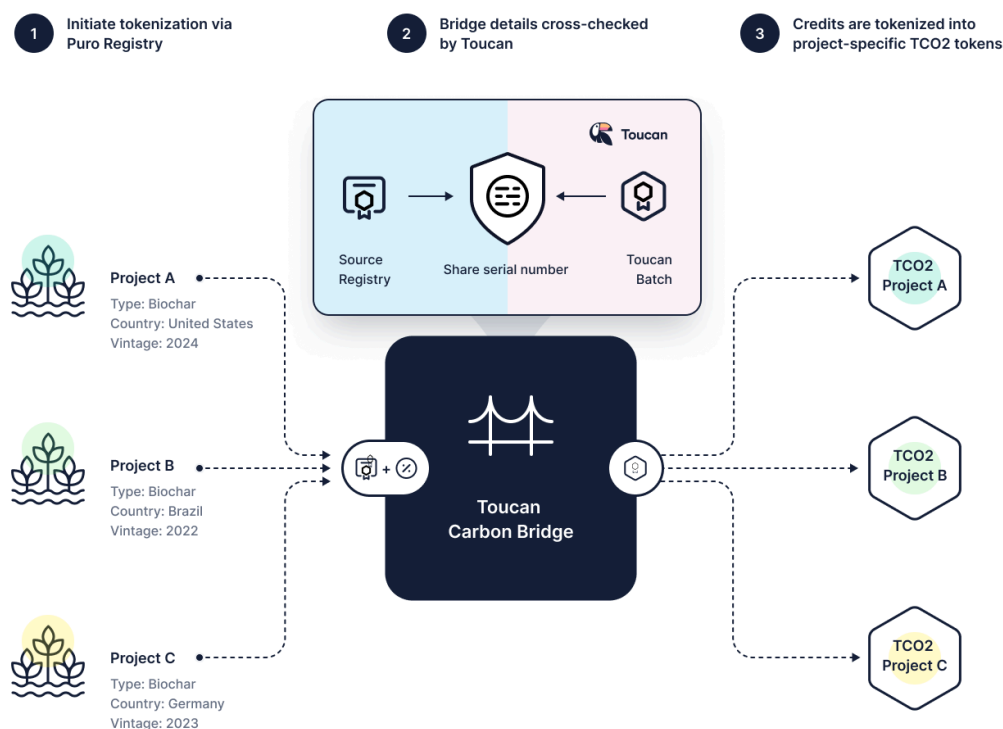 1
Initiate tokenization via
Puro Registry
2
Bridge details cross-checked
by Toucan
3
Credits are tokenized into
project-specific TCO2 tokens
Toucan
Source
Registry
Share serial number
Toucan
Batch
Project A
Type: Biochar
Country: United States
Vintage: 2024
Project B
Type: Biochar
Country: Brazil
Vintage: 2022
Project C
Type: Biochar
Country: Germany
Vintage: 2023
+
Toucan
Carbon Bridge
TCO2
Project A
TCO2
Project B
TCO2
Project C